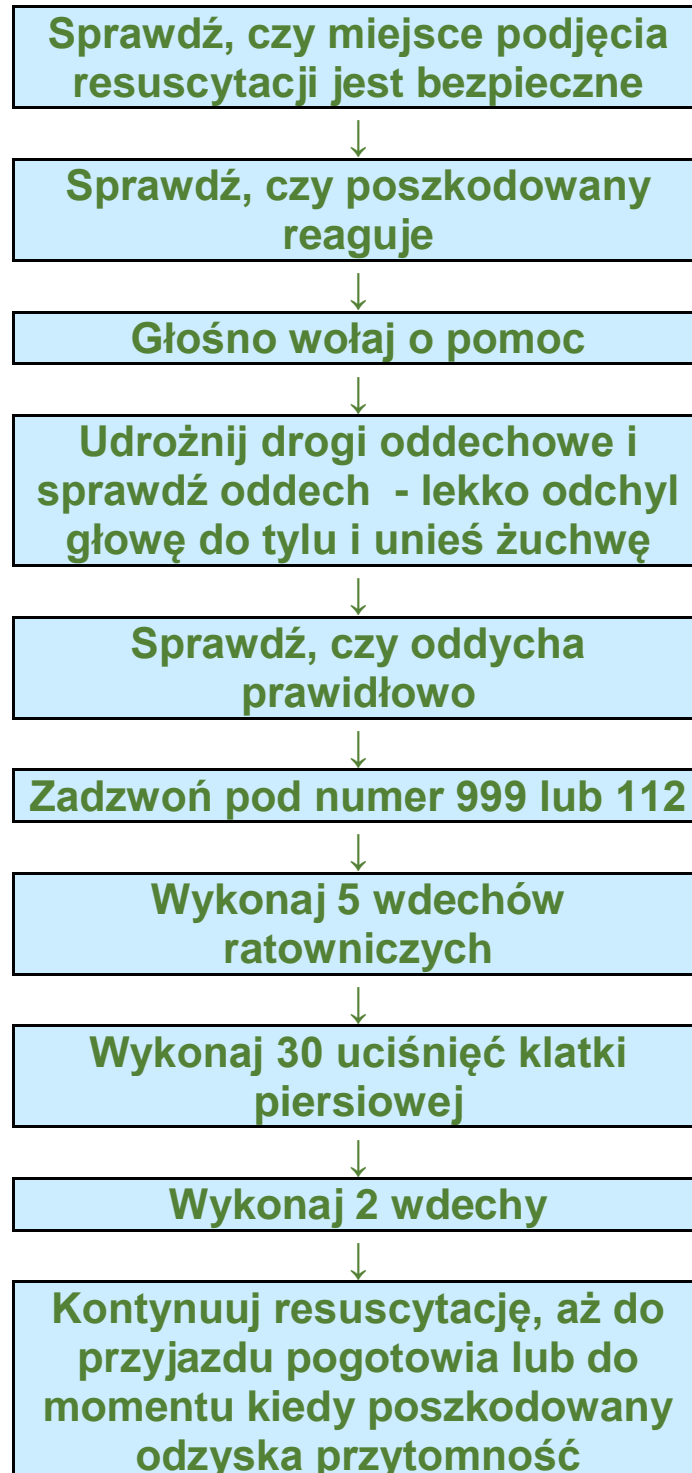 Sprawdź, czy miejsce podjęcia
resuscytacji jest bezpieczne
↓
Sprawdź, czy poszkodowany
reaguje
↓
Głośno wołaj o pomoc
↓
Udrożnij drogi oddechowe i
sprawdź oddech - lekko odchyl
głowę do tylu i unieś żuchwę
↓
Sprawdź, czy oddycha
prawidłowo
↓
Zadzwoń pod numer 999 lub 112
↓
Wykonaj 5 wdechów
ratowniczych
↓
Wykonaj 30 uciśnięć klatki
piersiowej
↓
Wykonaj 2 wdechy
↓
Kontynuuj resuscytację, aż do
przyjazdu pogotowia lub do
momentu kiedy poszkodowany
odzyska przytomność